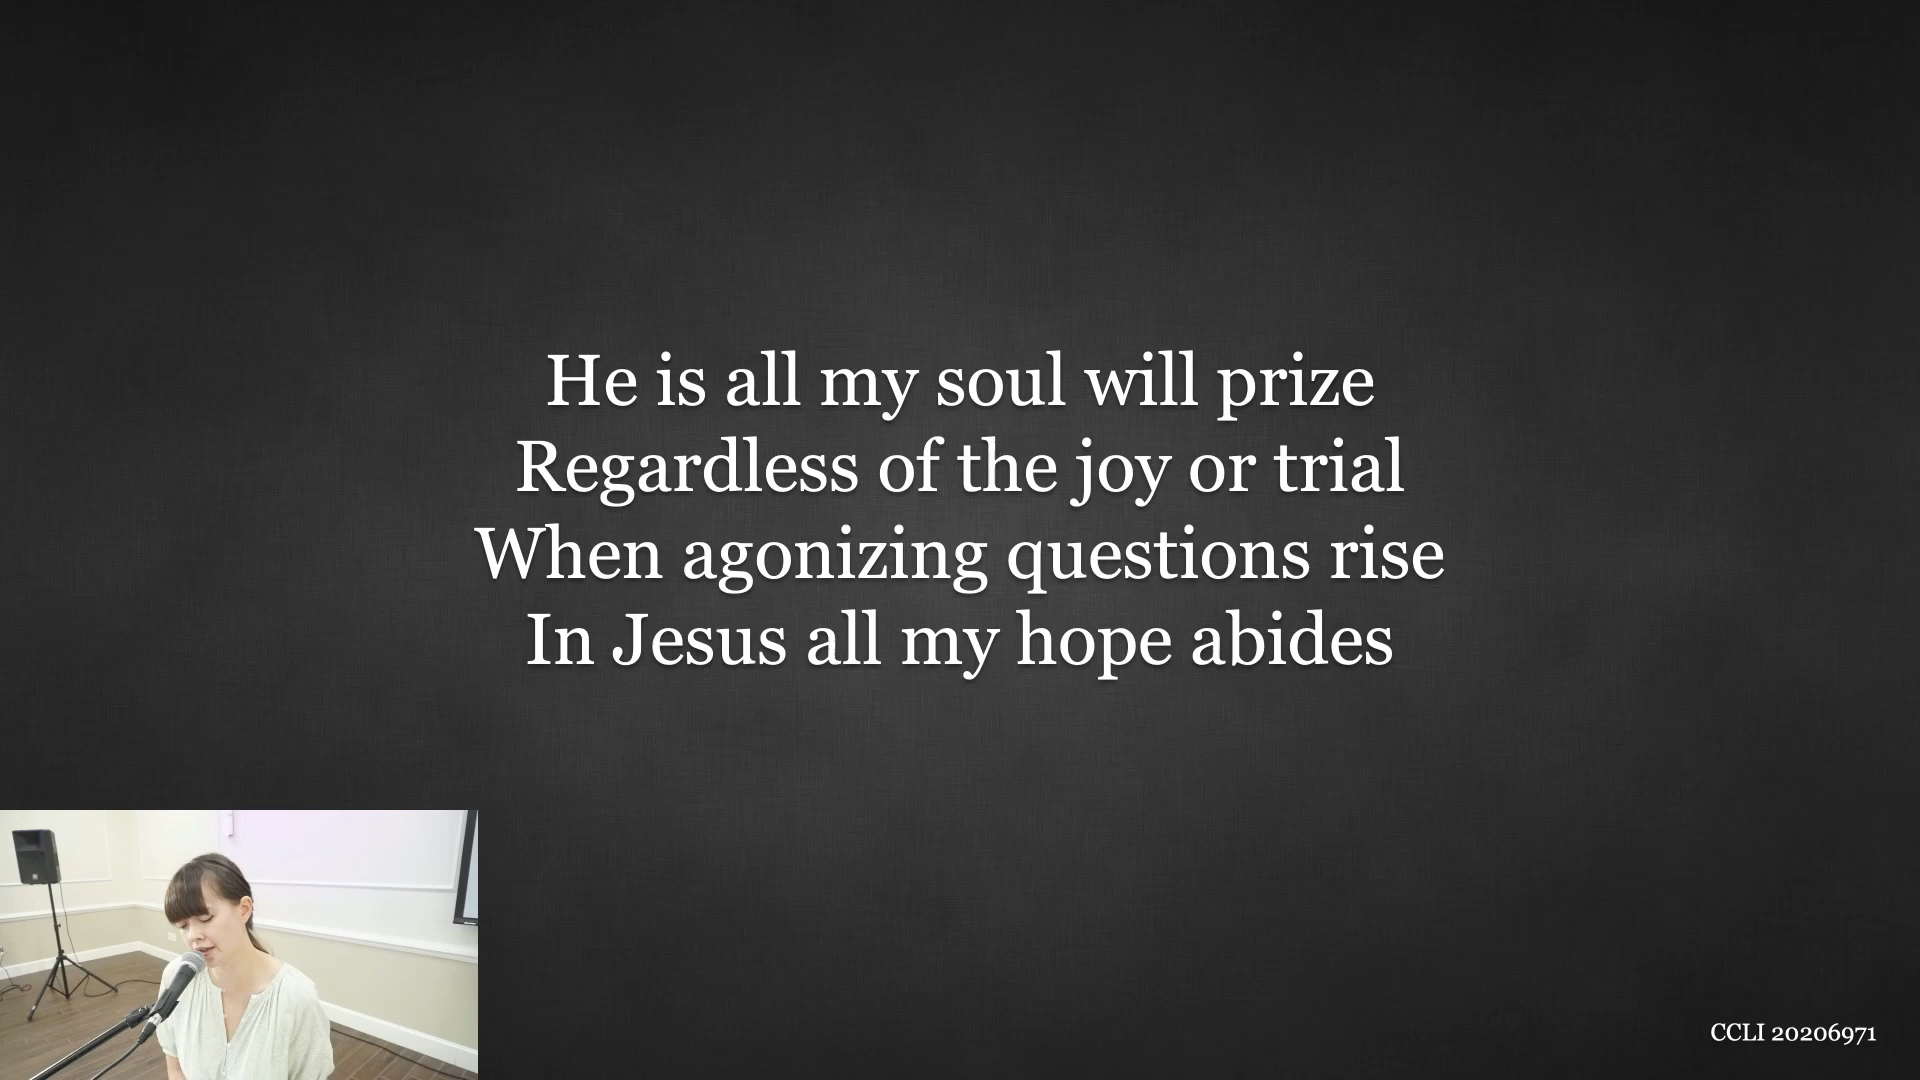 He is all my soul will prize
Regardless of the joy or trial
When agonizing questions rise
In Jesus all my hope abides
CCLI 20206971